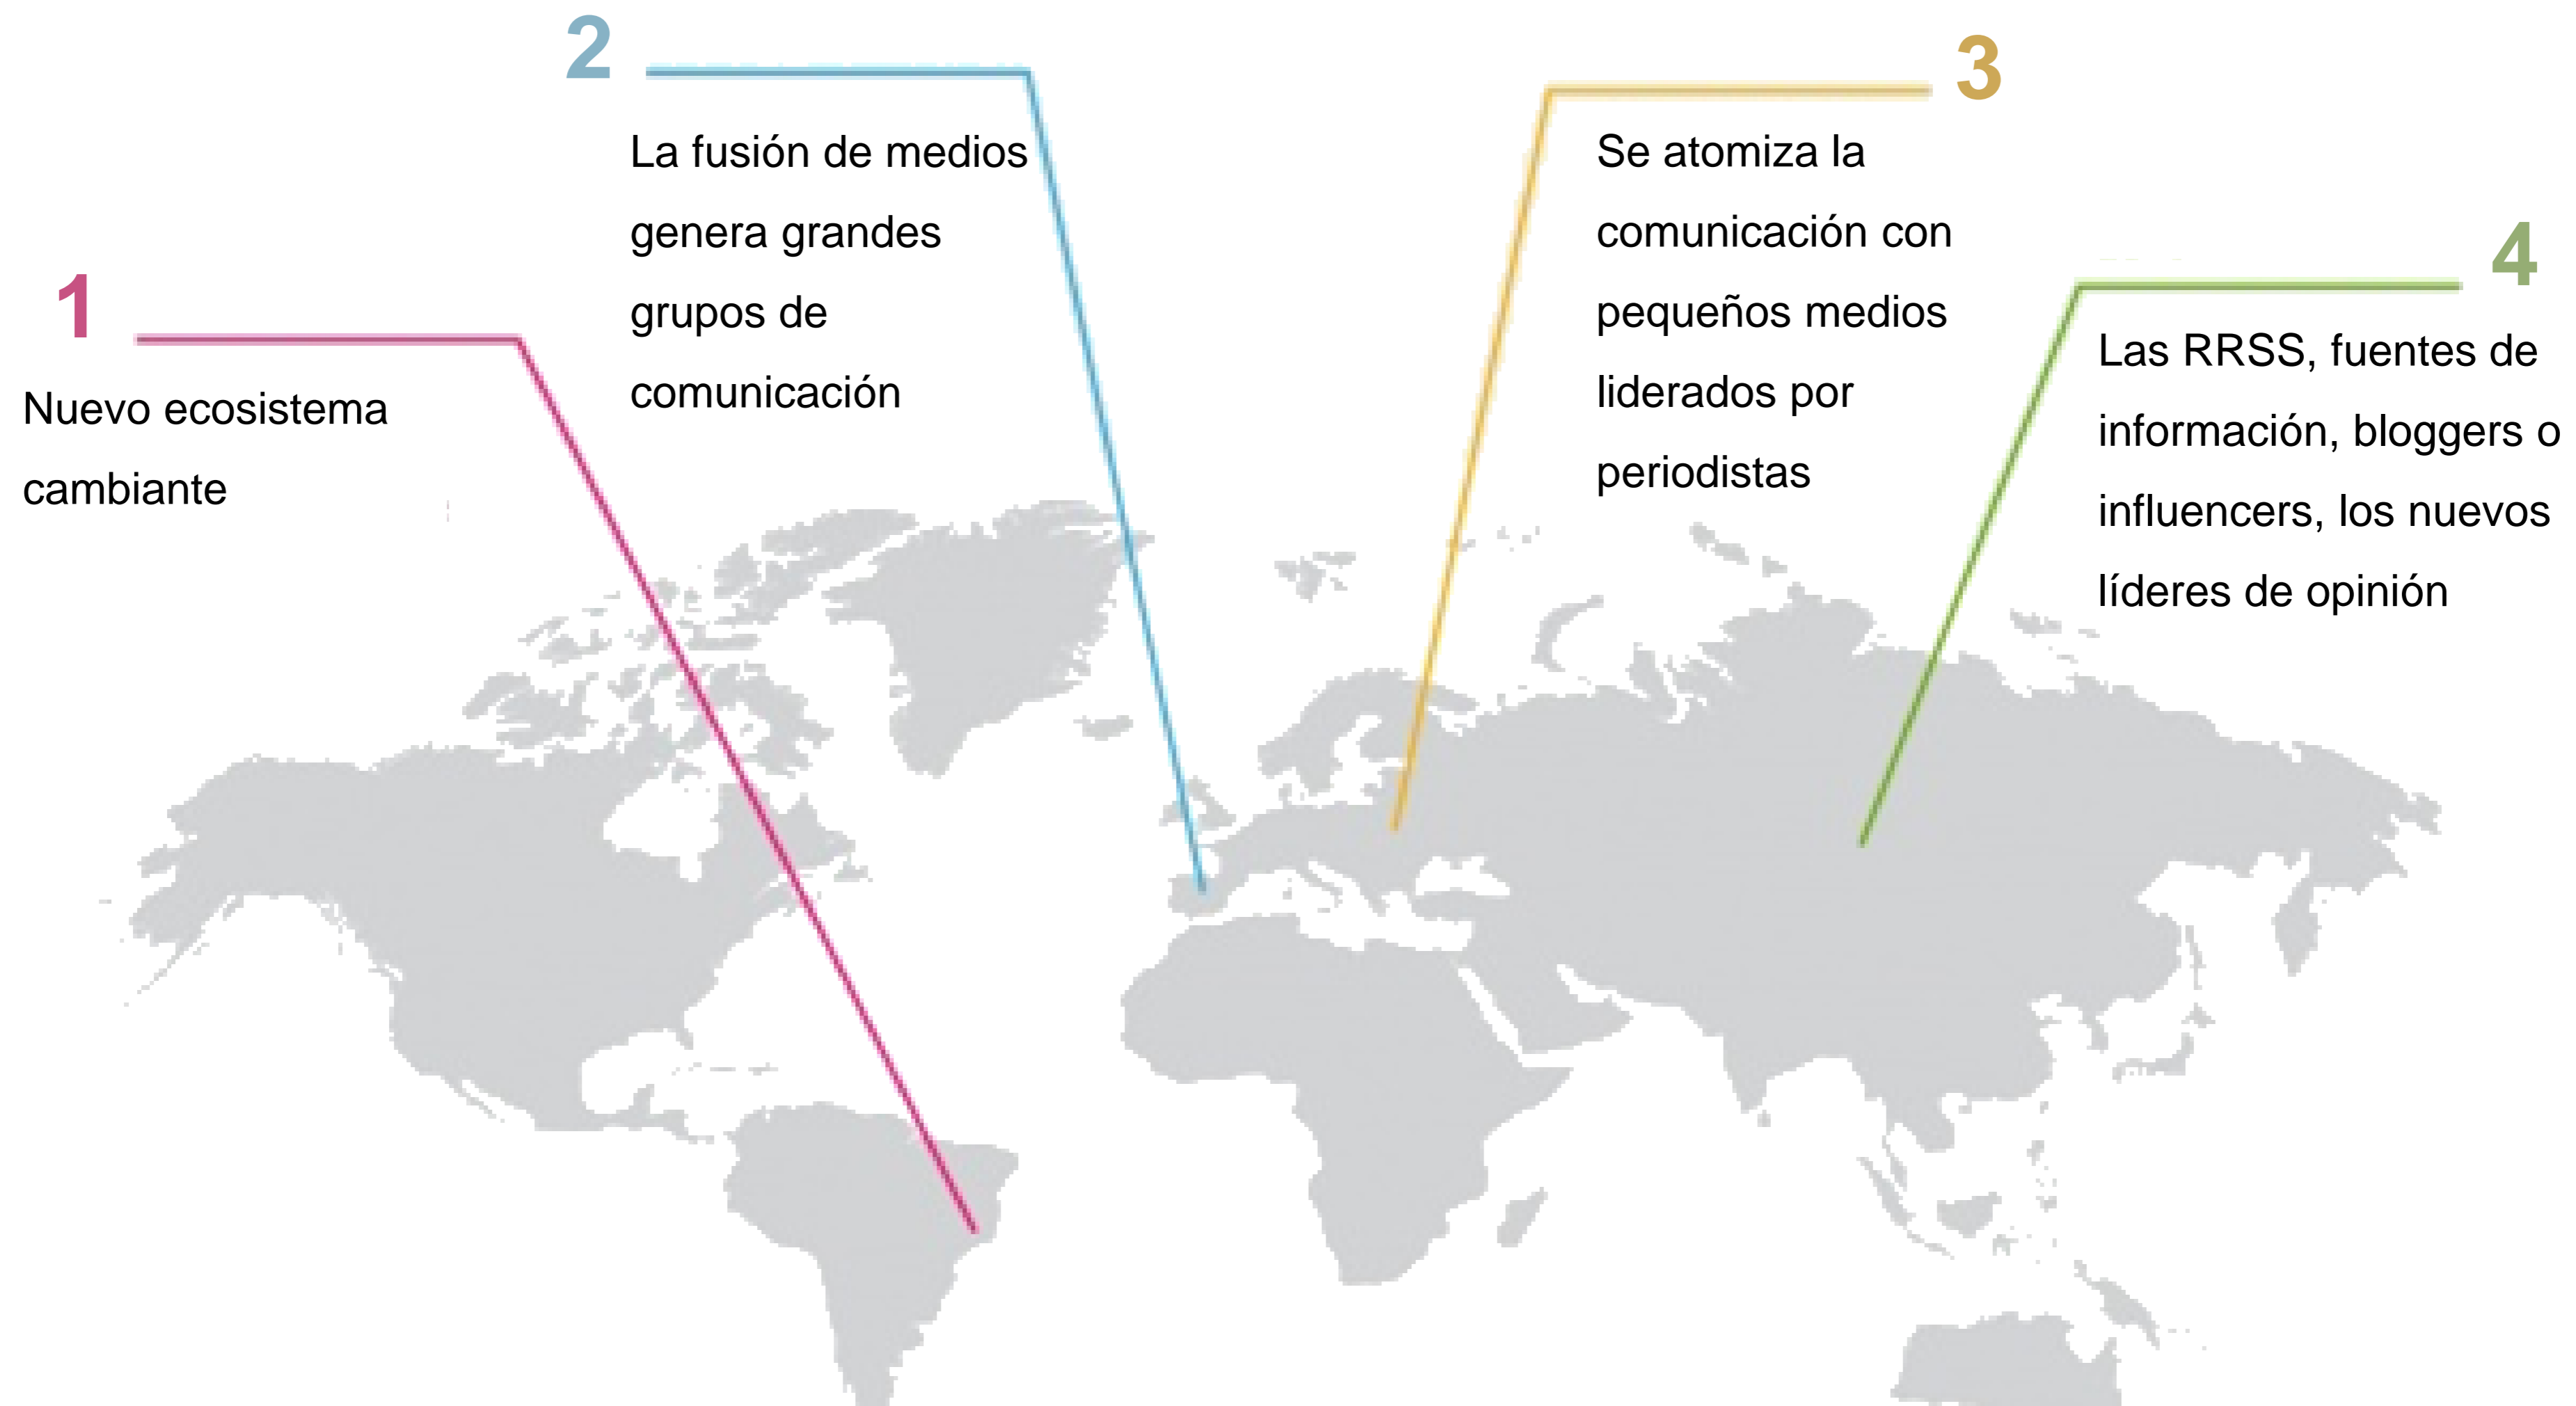 1
Nuevo ecosistema
cambiante
2
La fusión de medios
genera grandes
grupos de
comunicación
3
Se atomiza la
comunicación con
pequeños medios
liderados por
periodistas
4
Las RRSS, fuentes de
información, bloggers o
influencers, los nuevos
líderes de opinión